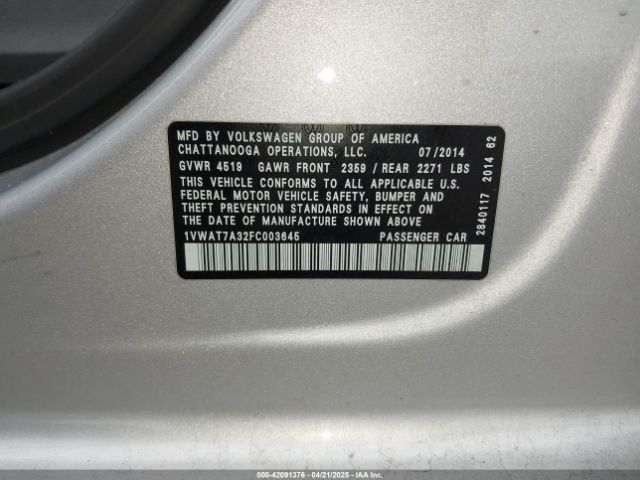 MFD BY VOLKSWAGEN GROUP OF AMERICA
CHATTANOOGA OPERATIONS, LLC. 07/2014
GVWR 4519 GAWR FRONT 2359 / REAR 2271 LBS
THIS VEHICLE CONFORMS TO ALL APPLICABLE U.S.
FEDERAL MOTOR VEHICLE SAFETY, BUMPER AND
THEFT PREVENTION STANDARDS IN EFFECT ON
THE DATE OF MANUFACTURE SHOWN ABOVE
1VWAT7A32FC003645 PASSENGER CAR
2840117 2014 62
000-42091376 04/21/2025 IAAI.COM